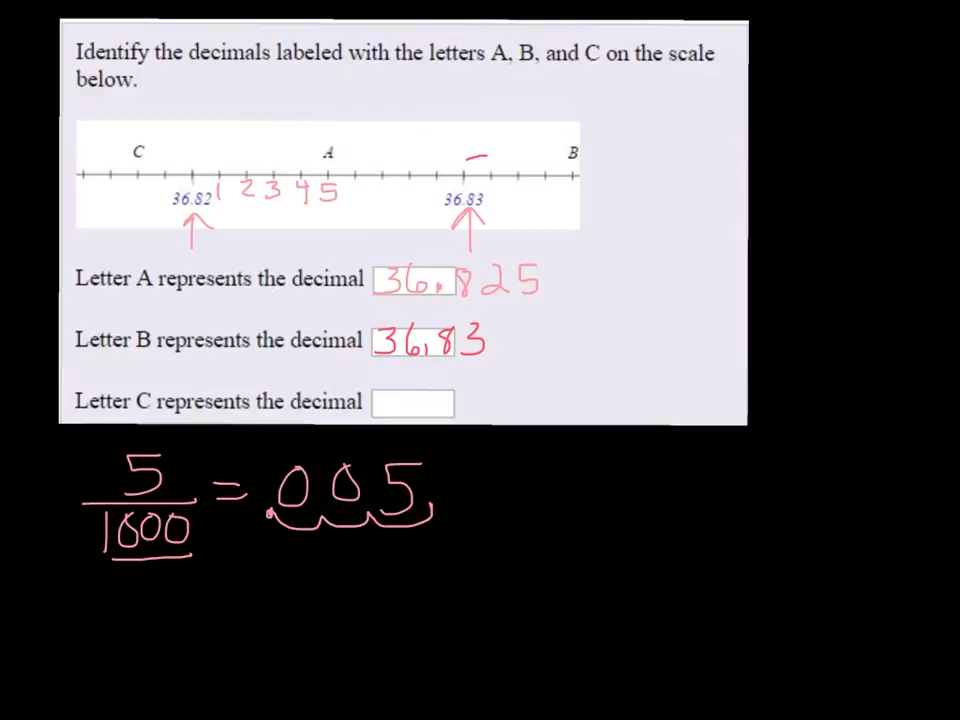 Identify the decimals labeled with the letters A, B, and C on the scale
below.
C A B
36.82 1 2 3 4 5 36.83
Letter A represents the decimal 36.825
Letter B represents the decimal 36.83
Letter C represents the decimal
5
1000 = .005